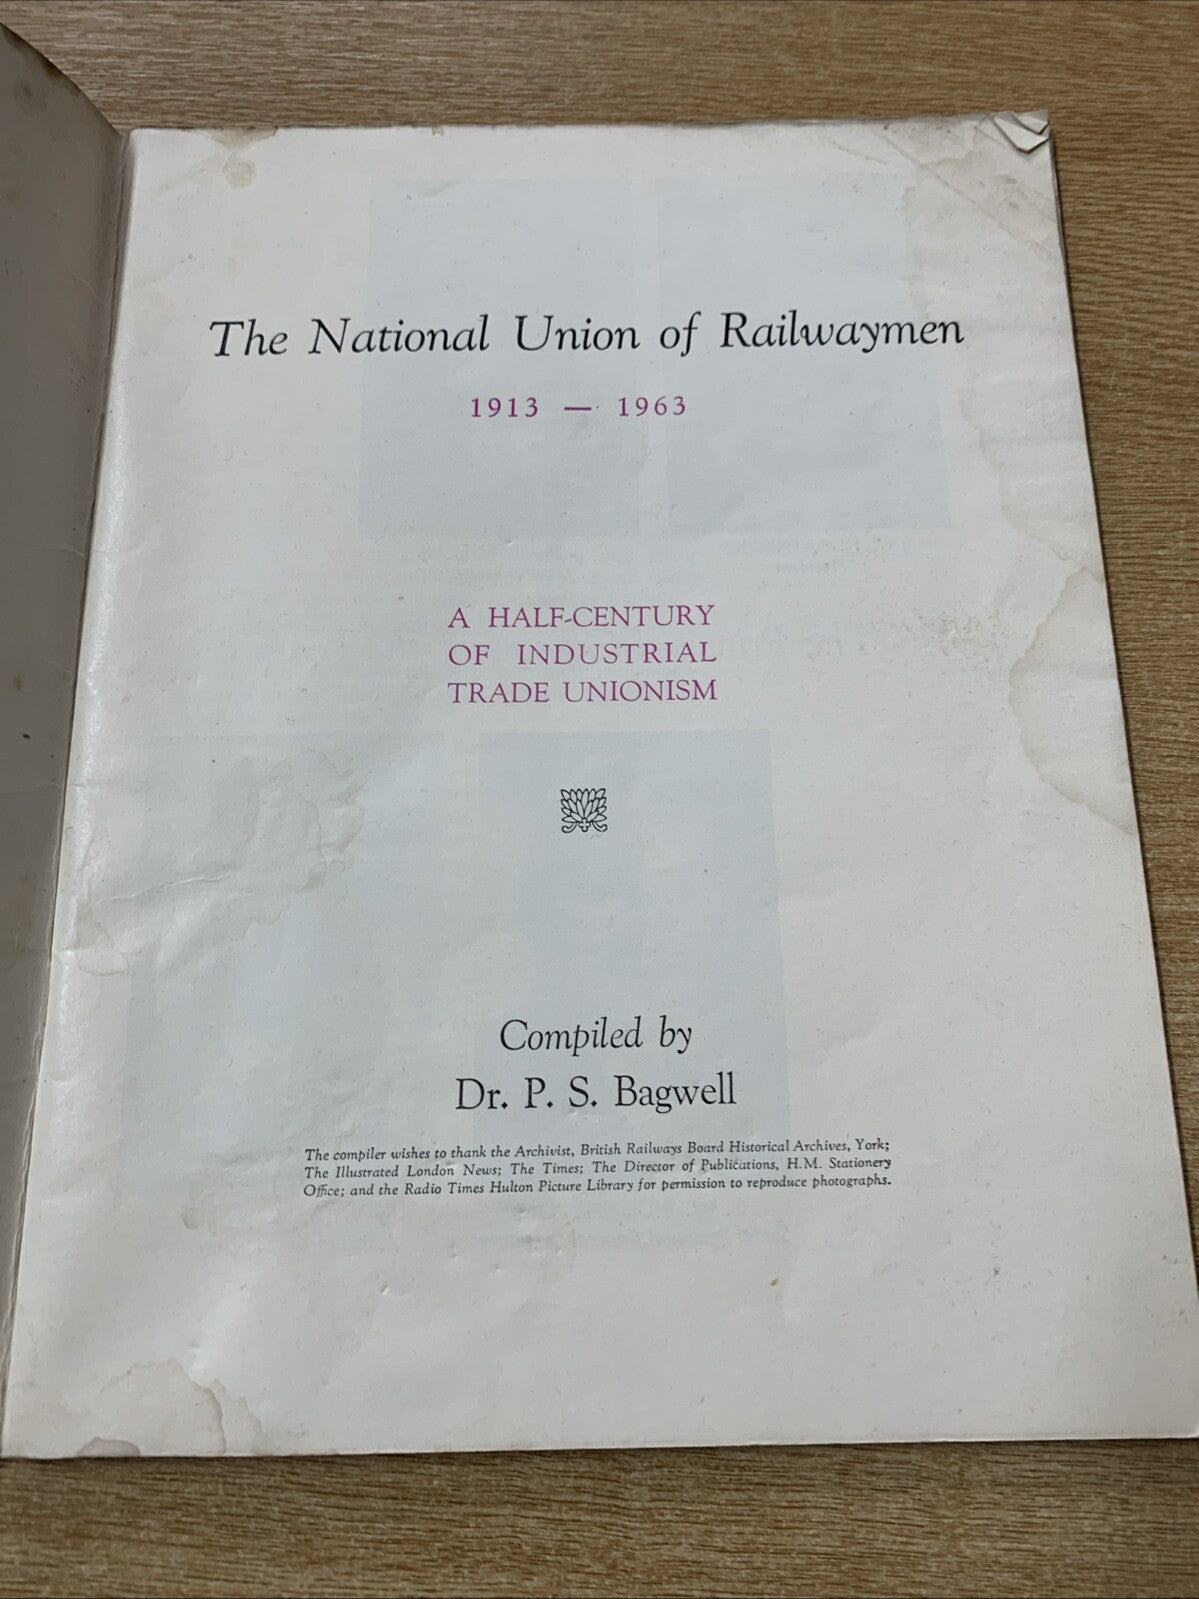 The National Union of Railwaymen
1913 — 1963
A HALF-CENTURY
OF INDUSTRIAL
TRADE UNIONISM
Compiled by
Dr. P. S. Bagwell
The compiler wishes to thank the Archivist, British Railways Board Historical Archives, York;
The Illustrated London News; The Times; The Director of Publications, H.M. Stationery
Office; and the Radio Times Hulton Picture Library for permission to reproduce photographs.